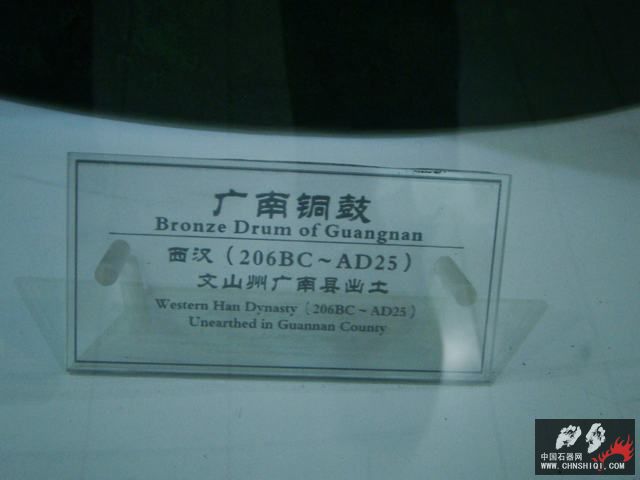 广南铜鼓
Bronze Drum of Guangnan
西汉（206BC～AD25）
文山州广南县出土
Western Han Dynasty〔206BC～AD25〕
Unearthed in Guannan County
中国石器网
WWW.CHNSHIQI.COM